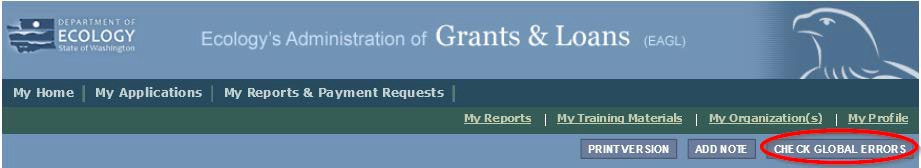 DEPARTMENT OF
ECOLOGY
State of Washington
Ecology's Administration of Grants & Loans (EAGL)
My Home | My Applications | My Reports & Payment Requests |
My Reports | My Training Materials | My Organization(s) | My Profile
PRINT VERSION ADD NOTE CHECK GLOBAL ERRORS